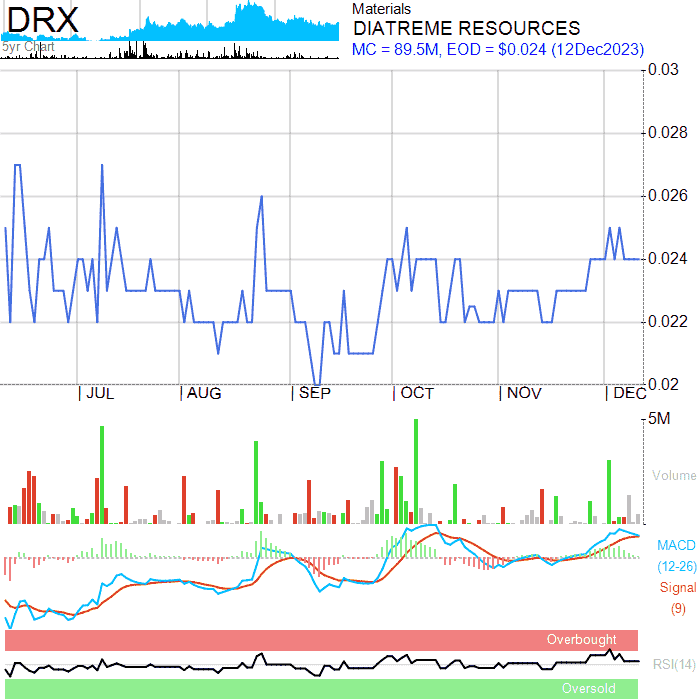 DRX
5yr Chart
Materials
DIATREME RESOURCES
MC = 89.5M, EOD = $0.024 (12Dec2023)
0.03
0.028
0.026
0.024
0.022
0.02
JUL AUG SEP OCT NOV DEC
5M
Volume
MACD
(12-26)
Signal
(9)
Overbought
RSI(14)
Oversold